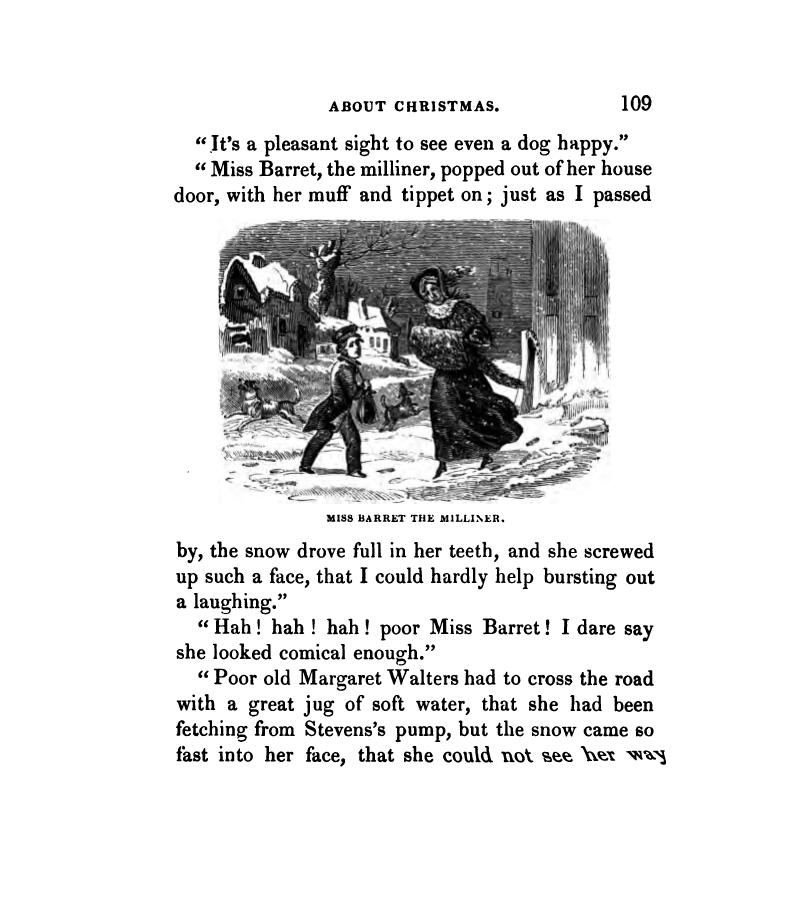 ABOUT CHRISTMAS. 109
“It’s a pleasant sight to see even a dog happy.”
“Miss Barret, the milliner, popped out of her house
door, with her muff and tippet on; just as I passed
MISS BARRET THE MILLINER.
by, the snow drove full in her teeth, and she screwed
up such a face, that I could hardly help bursting out
a laughing.”
“Hah! hah! hah! poor Miss Barret! I dare say
she looked comical enough.”
“Poor old Margaret Walters had to cross the road
with a great jug of soft water, that she had been
fetching from Stevens’s pump, but the snow came so
fast into her face, that she could not see her way